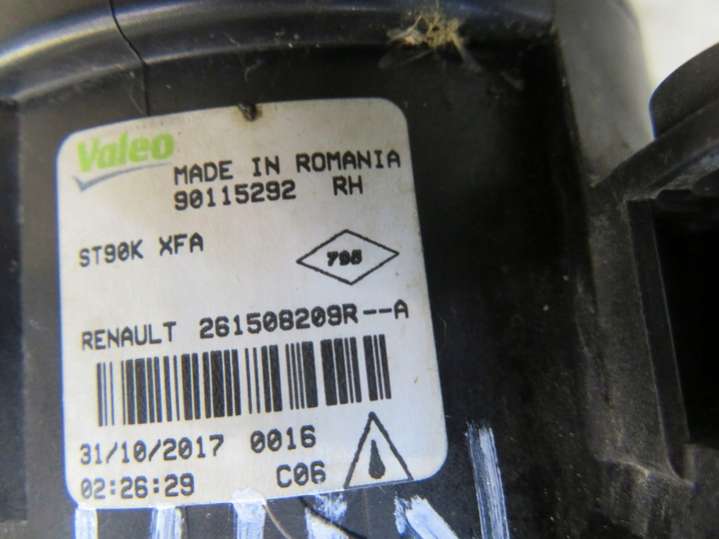 Valeo
MADE IN ROMANIA
90115292 RH
ST90K XFA
795
RENAULT 261508209R--A
31/10/2017 0016
02:26:29 C06